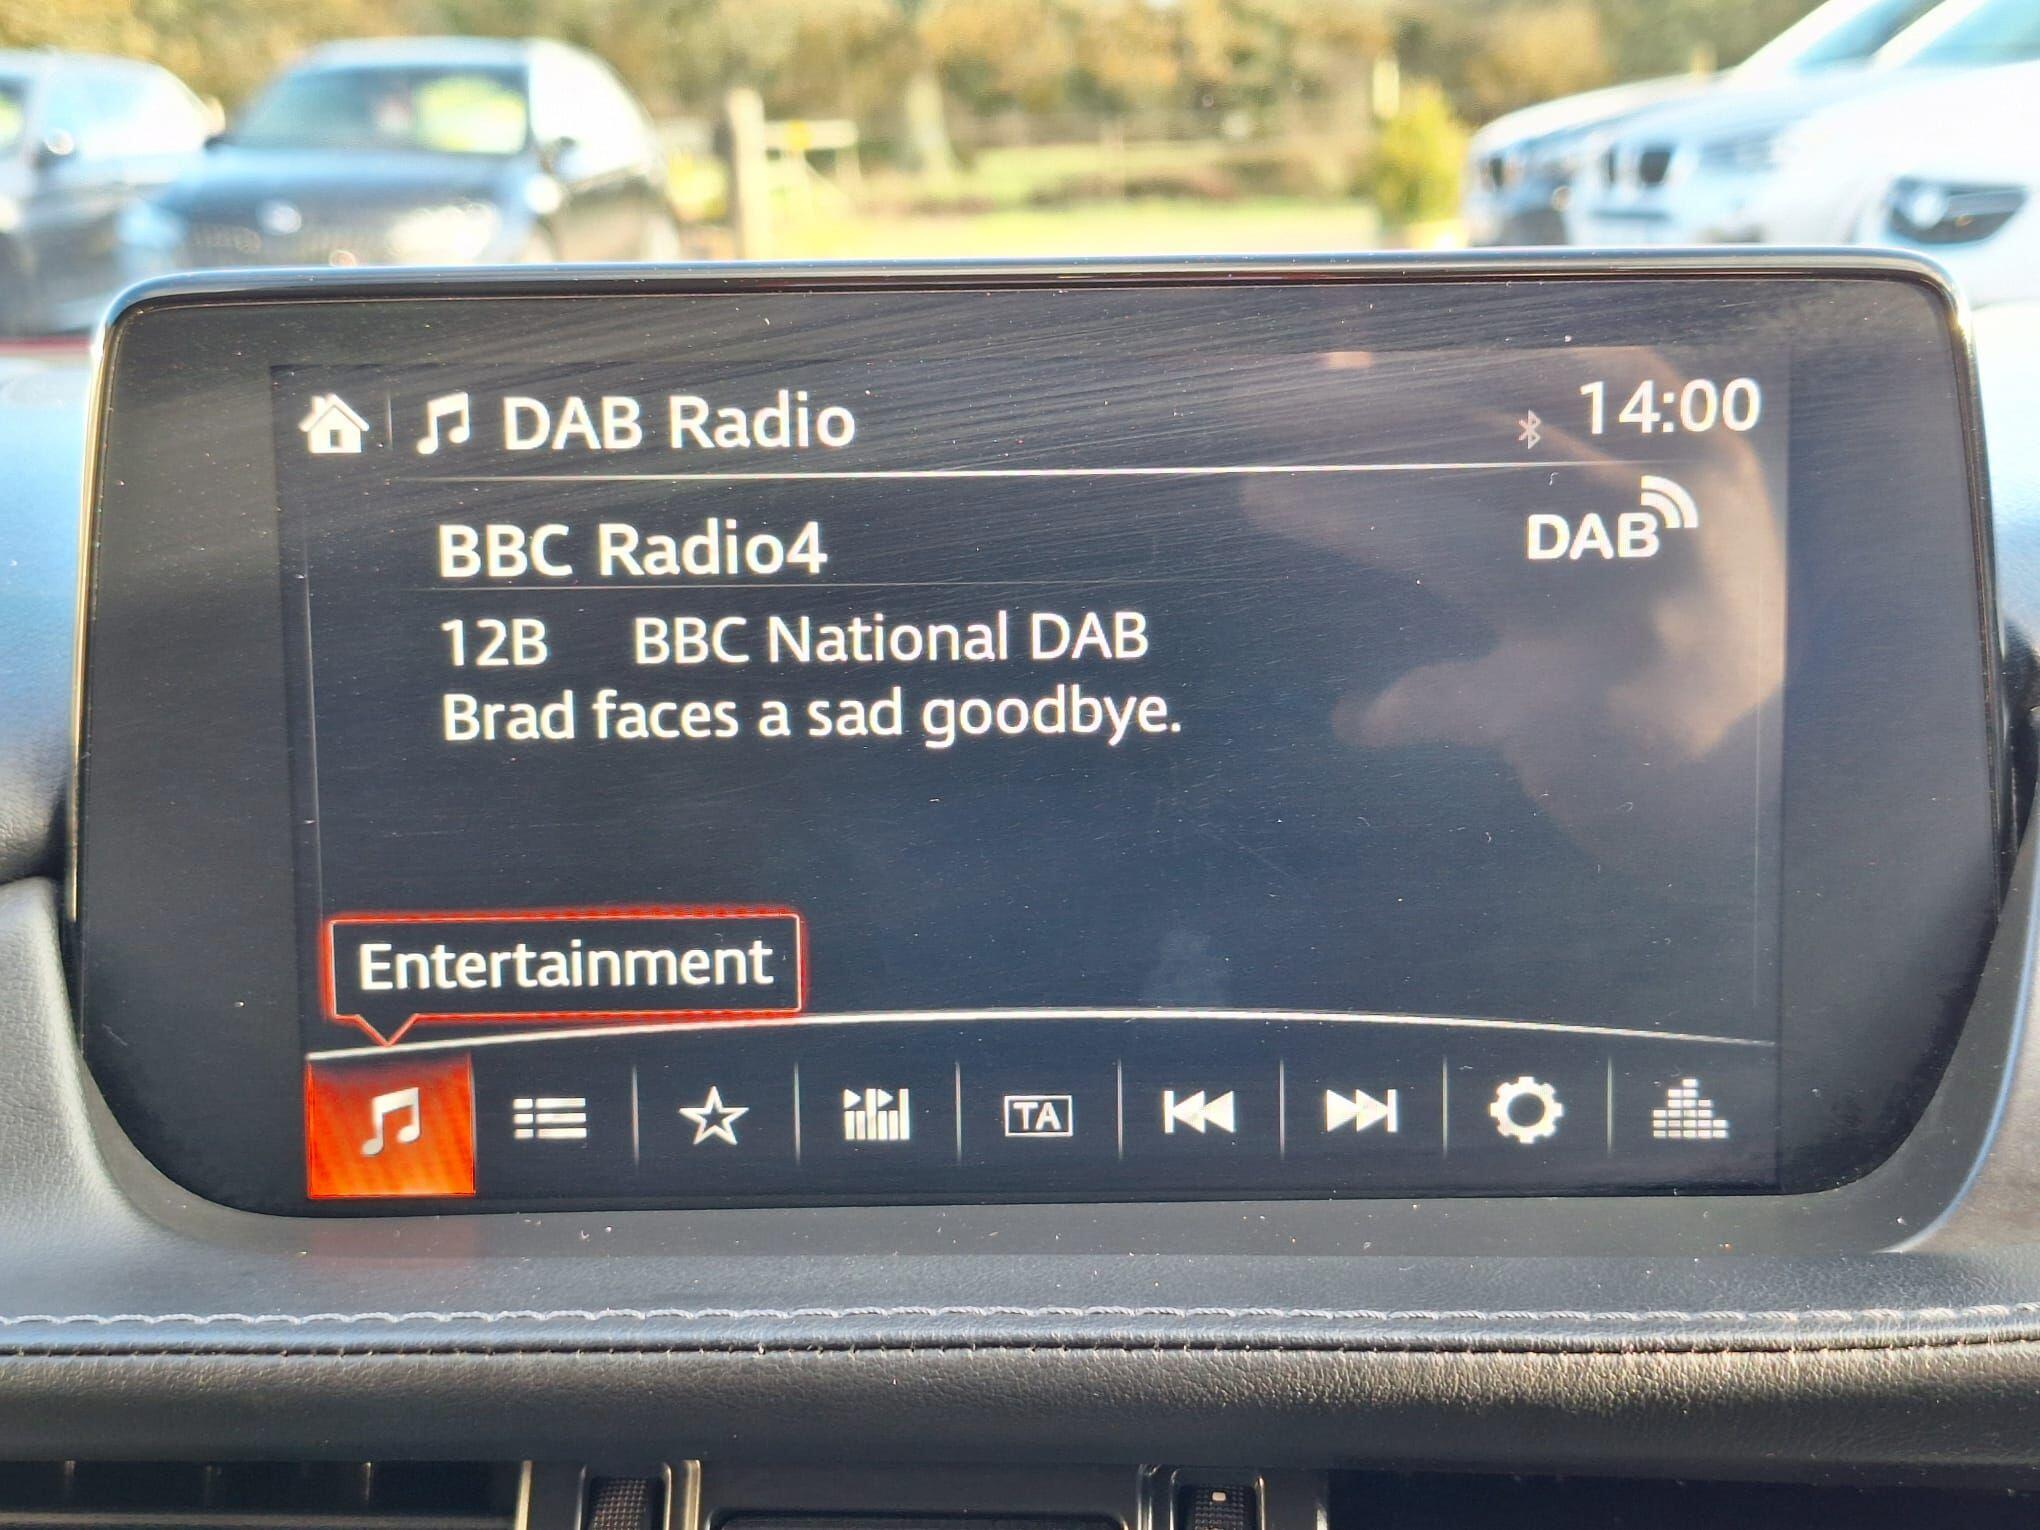 DAB Radio 14:00
BBC Radio4 DAB
12B BBC National DAB
Brad faces a sad goodbye.
Entertainment
TA